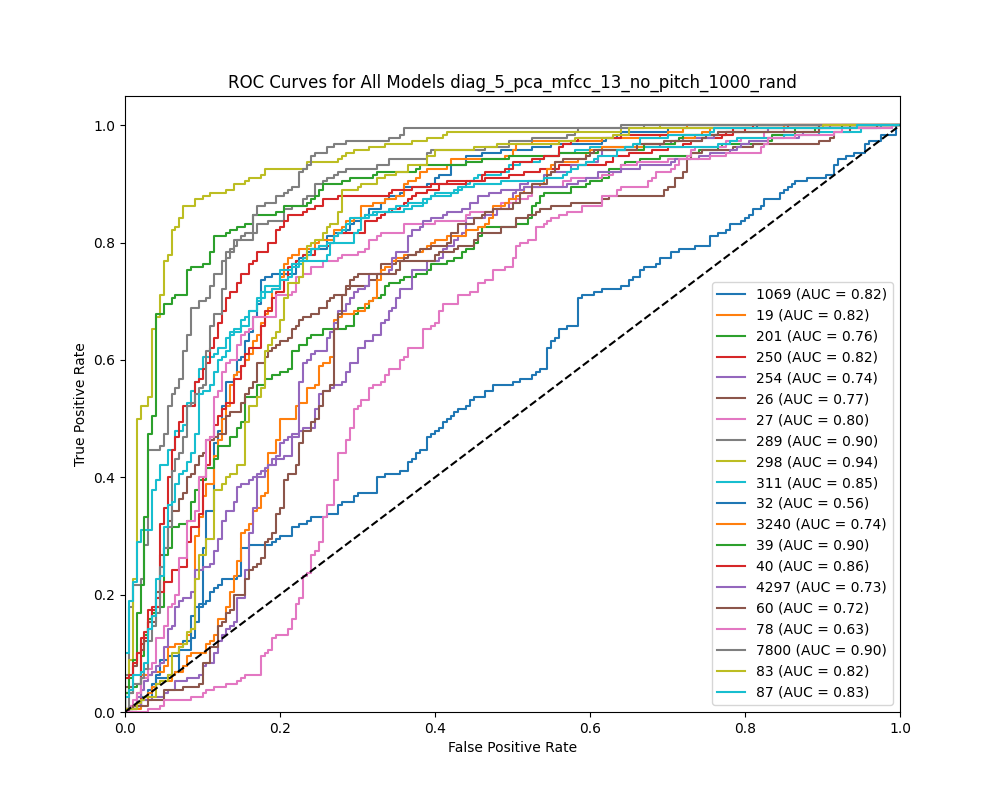 ROC Curves for All Models diag_5_pca_mfcc_13_no_pitch_1000_rand
True Positive Rate
1.0
0.8
0.6
0.4
0.2
0.0
1069 (AUC = 0.82)
19 (AUC = 0.82)
201 (AUC = 0.76)
250 (AUC = 0.82)
254 (AUC = 0.74)
26 (AUC = 0.77)
27 (AUC = 0.80)
289 (AUC = 0.90)
298 (AUC = 0.94)
311 (AUC = 0.85)
32 (AUC = 0.56)
3240 (AUC = 0.74)
39 (AUC = 0.90)
40 (AUC = 0.86)
4297 (AUC = 0.73)
60 (AUC = 0.72)
78 (AUC = 0.63)
7800 (AUC = 0.90)
83 (AUC = 0.82)
87 (AUC = 0.83)
0.0 0.2 0.4 0.6 0.8 1.0
False Positive Rate